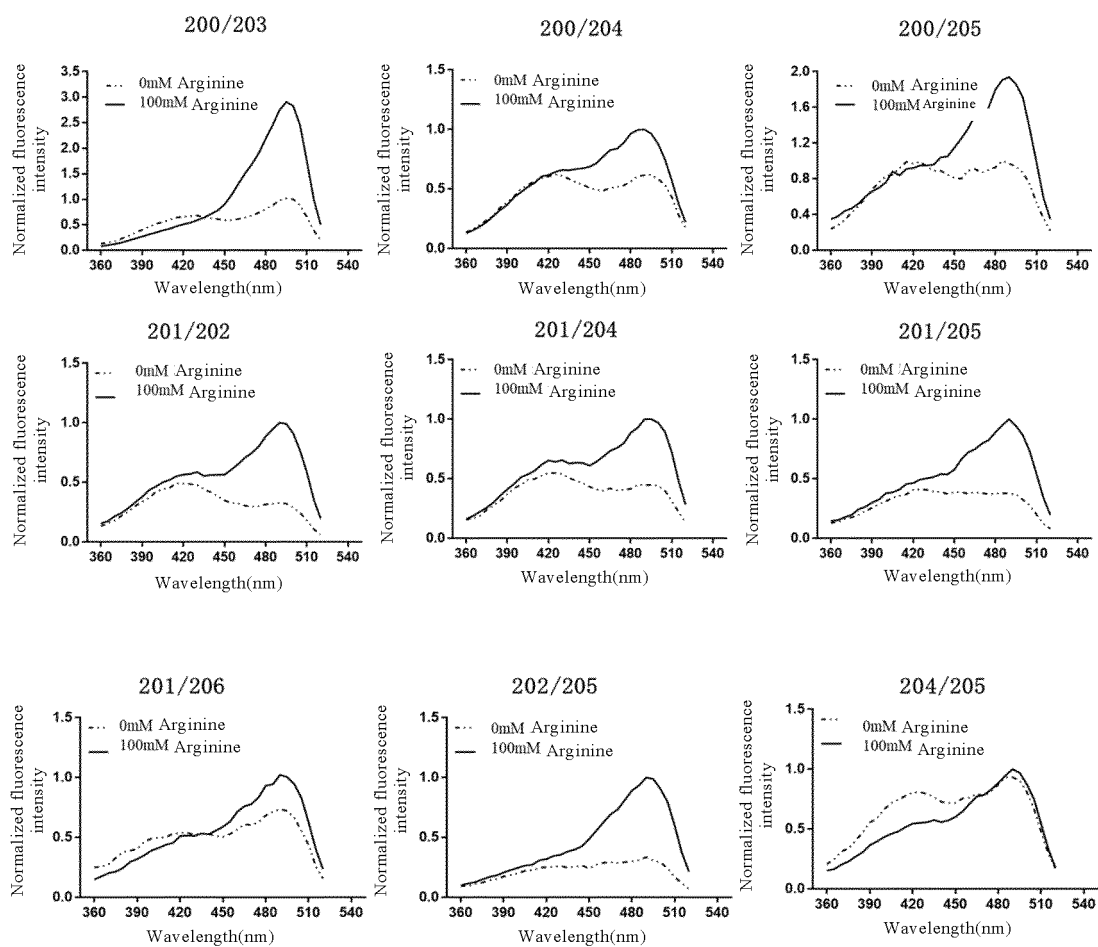 200/203
Normalized fluorescence
intensity
3.5
3.0
2.5
2.0
1.5
1.0
0.5
0.0
0mM Arginine
100mM Arginine
360 390 420 450 480 510 540
Wavelength(nm)
200/204
Normalized fluorescence
intensity
1.5
1.0
0.5
0.0
0mM Arginine
100mM Arginine
360 390 420 450 480 510 540
Wavelength(nm)
200/205
Normalized fluorescence
intensity
2.0
1.6
1.2
0.8
0.4
0.0
0mM Arginine
100mM Arginine
360 390 420 450 480 510 540
Wavelength(nm)
201/202
Normalized fluorescence
intensity
1.5
1.0
0.5
0.0
0mM Arginine
100mM Arginine
360 390 420 450 480 510 540
Wavelength(nm)
201/204
Normalized fluorescence
intensity
1.5
1.0
0.5
0.0
0mM Arginine
100mM Arginine
360 390 420 450 480 510 540
Wavelength(nm)
201/205
Normalized fluorescence
intensity
1.5
1.0
0.5
0.0
0mM Arginine
100mM Arginine
360 390 420 450 480 510 540
Wavelength(nm)
201/206
Normalized fluorescence
intensity
1.5
1.0
0.5
0.0
0mM Arginine
100mM Arginine
360 390 420 450 480 510 540
Wavelength(nm)
202/205
Normalized fluorescence
intensity
1.5
1.0
0.5
0.0
0mM Arginine
100mM Arginine
360 390 420 450 480 510 540
Wavelength(nm)
204/205
Normalized fluorescence
intensity
1.5
1.0
0.5
0.0
0mM Arginine
100mM Arginine
360 390 420 450 480 510 540
Wavelength(nm)